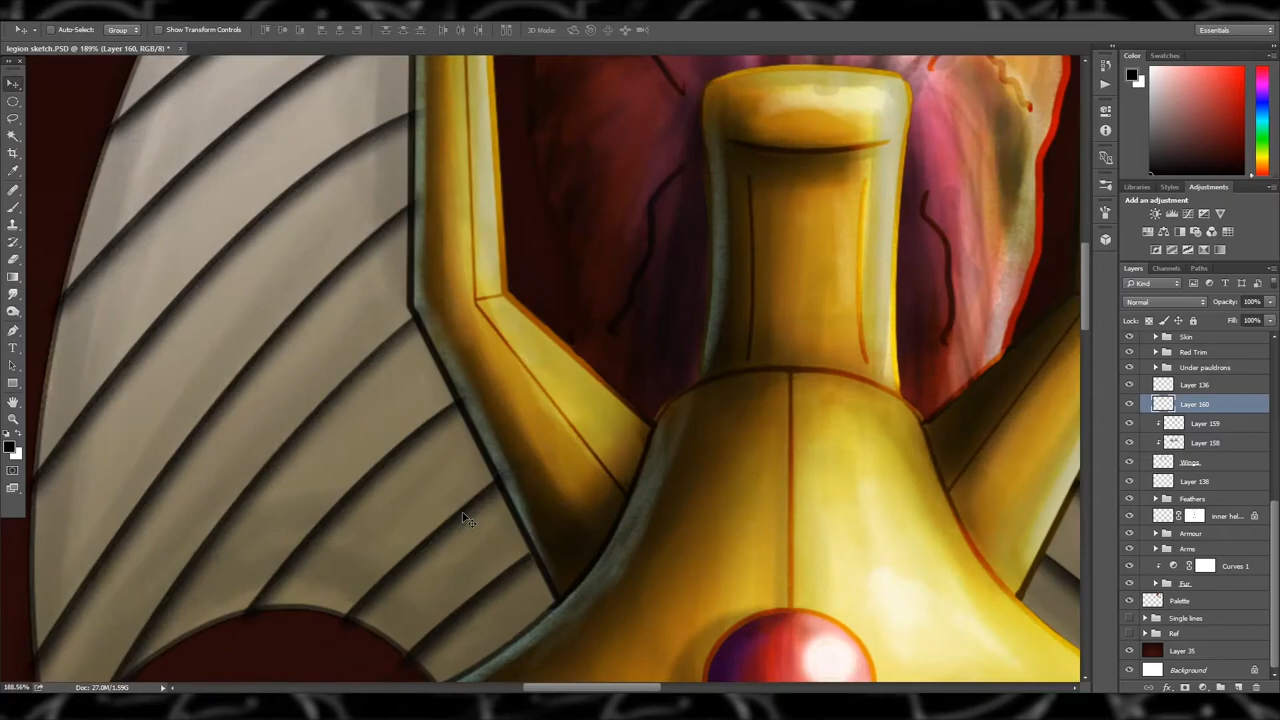 Auto-Select: Group Show Transform Controls 3D Mode: Essentials
legion sketch.PSD @ 189% (Layer 160, RGB/8) * ×
Color Swatches
Libraries Styles Adjustments
Add an adjustment
Layers Channels Paths
Kind
Normal Opacity: 100%
Lock: Fill: 100%
Skin
Red Trim
Under pauldrons
Layer 136
Layer 160
Layer 159
Layer 158
Wings
Layer 138
Feathers
inner hel...
Armour
Arms
Curves 1
Fur
Palette
Single lines
Ref
Layer 35
Background
188.56% Doc: 27.0M/1.59G